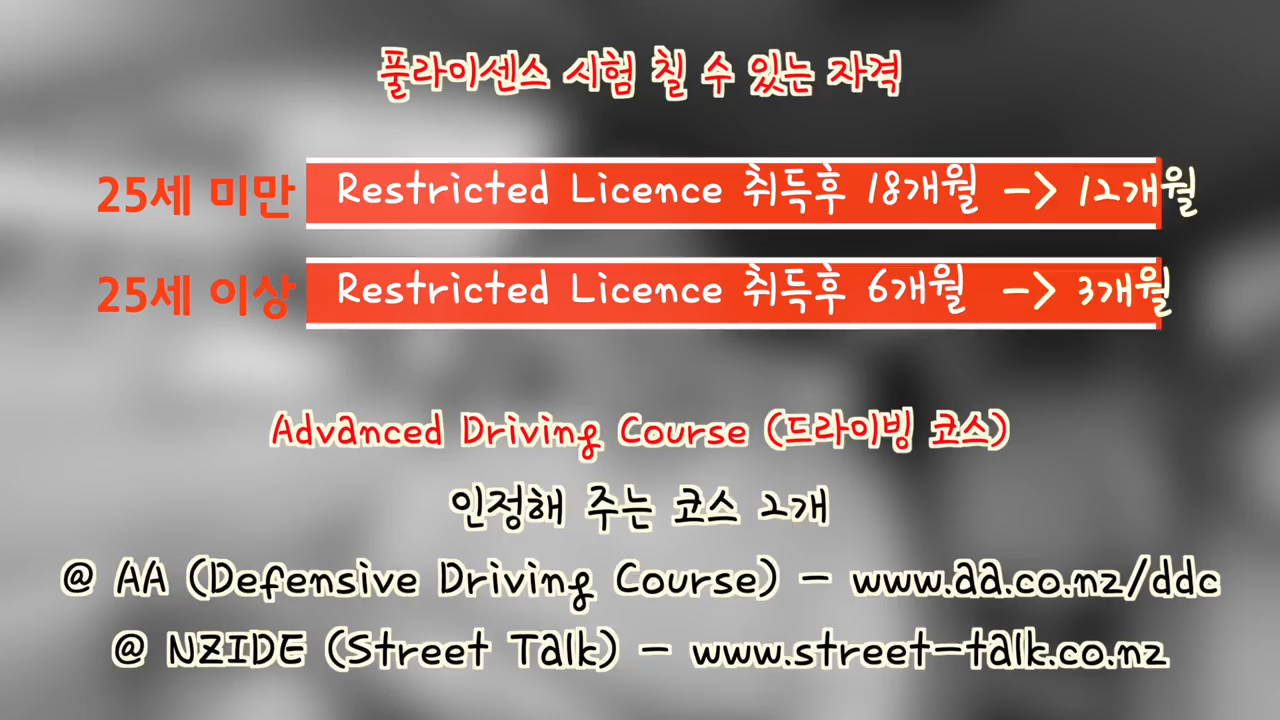 풀라이센스 시험 칠 수 있는 자격
25세 미만 Restricted Licence 취득후 18개월 -> 12개월
25세 이상 Restricted Licence 취득후 6개월 -> 3개월
Advanced Driving Course (드라이빙 코스)
인정해 주는 코스 2개
@ AA (Defensive Driving Course) - www.aa.co.nz/ddc
@ NZIDE (Street Talk) - www.street-talk.co.nz